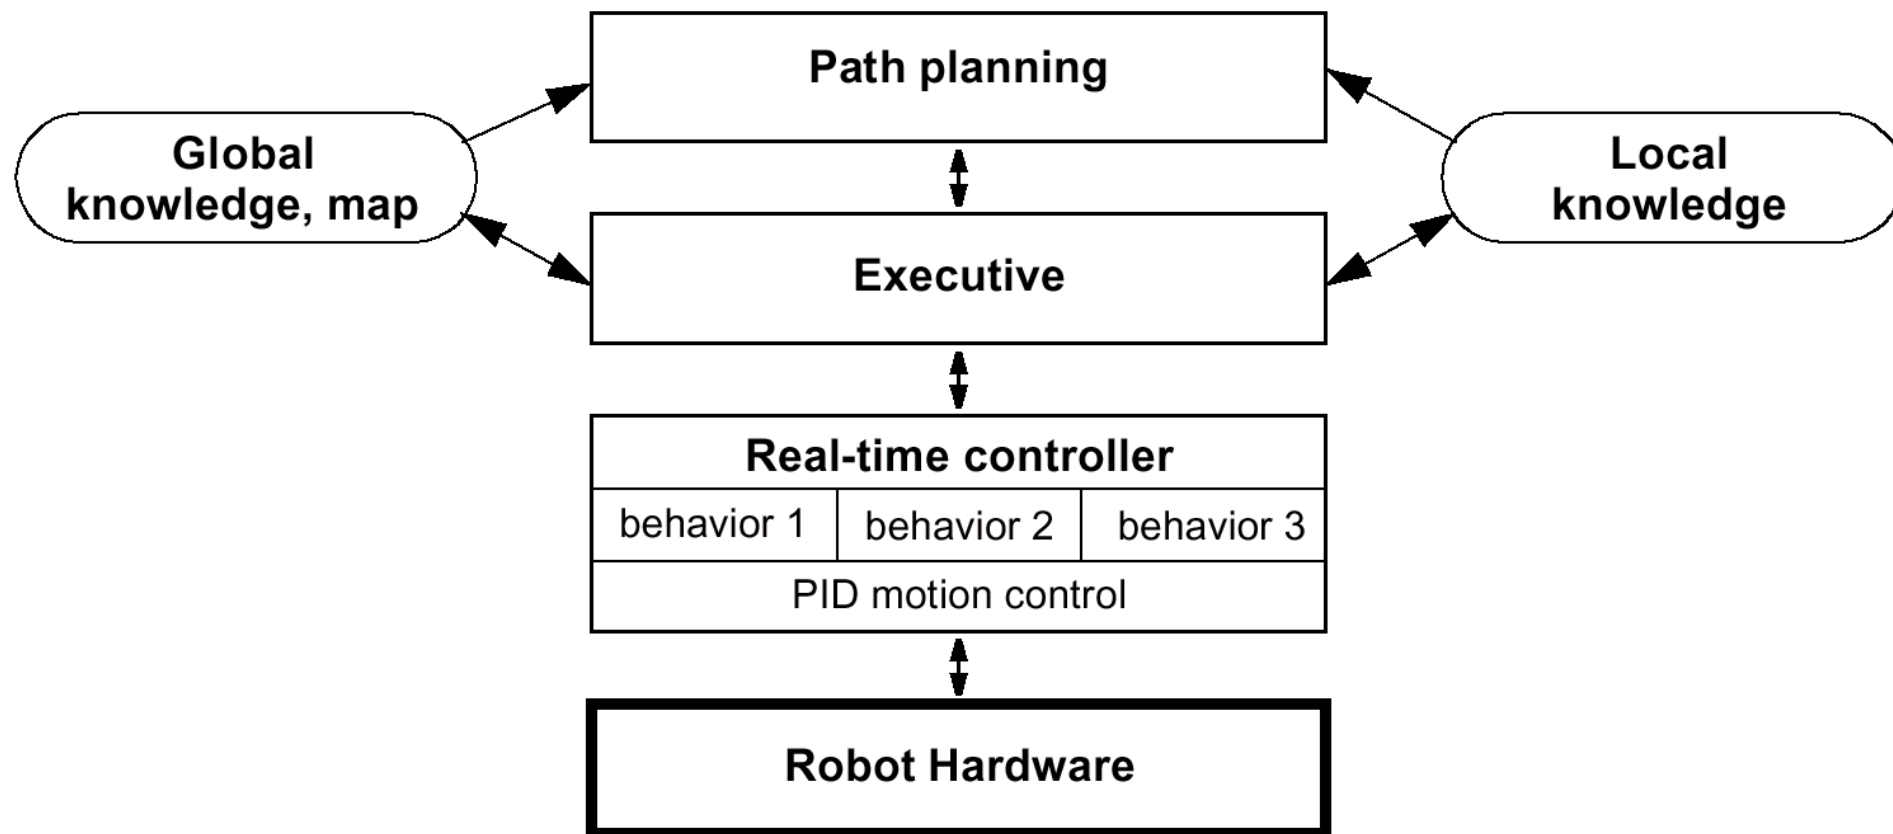 Path planning
Global
knowledge, map
Local
knowledge
Executive
Real-time controller
behavior 1
behavior 2
behavior 3
PID motion control
Robot Hardware